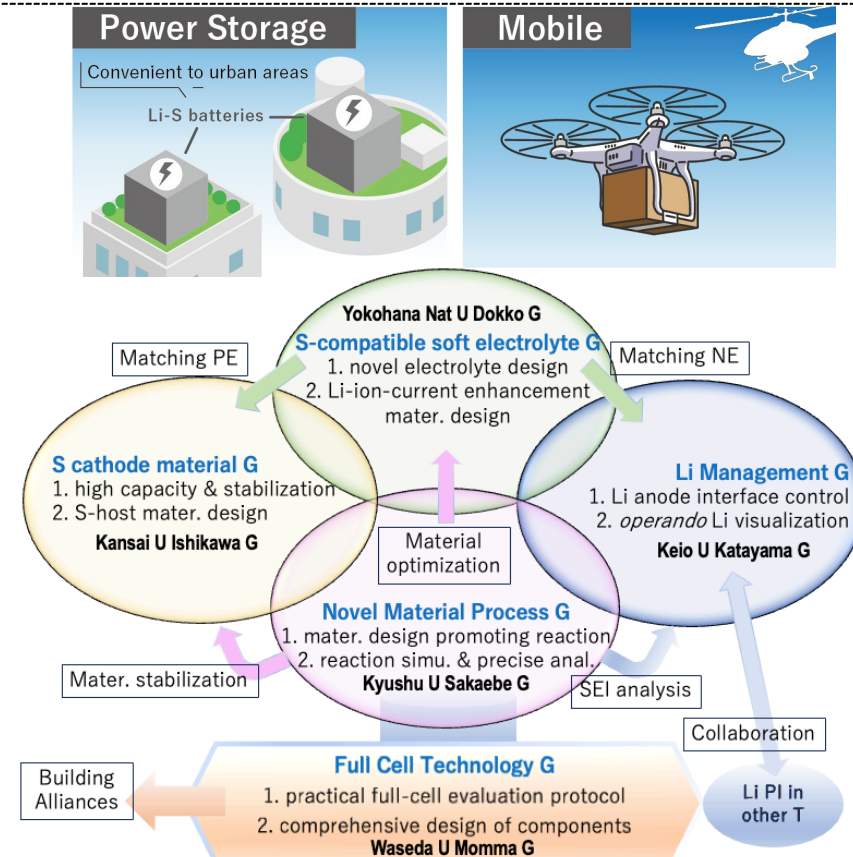 Power Storage
Mobile
Convenient to urban areas
Li-S batteries
Yokohana Nat U Dokko G
S-compatible soft electrolyte G
1. novel electrolyte design
2. Li-ion-current enhancement
mater. design
Matching PE
Matching NE
S cathode material G
1. high capacity & stabilization
2. S-host mater. design
Kansai U Ishikawa G
Li Management G
1. Li anode interface control
2. operando Li visualization
Keio U Katayama G
Material
optimization
Novel Material Process G
1. mater. design promoting reaction
2. reaction simu. & precise anal..
Kyushu U Sakaebe G
Mater. stabilization
SEI analysis
Collaboration
Full Cell Technology G
1. practical full-cell evaluation protocol
2. comprehensive design of components
Waseda U Momma G
Building
Alliances
Li PI in
other T